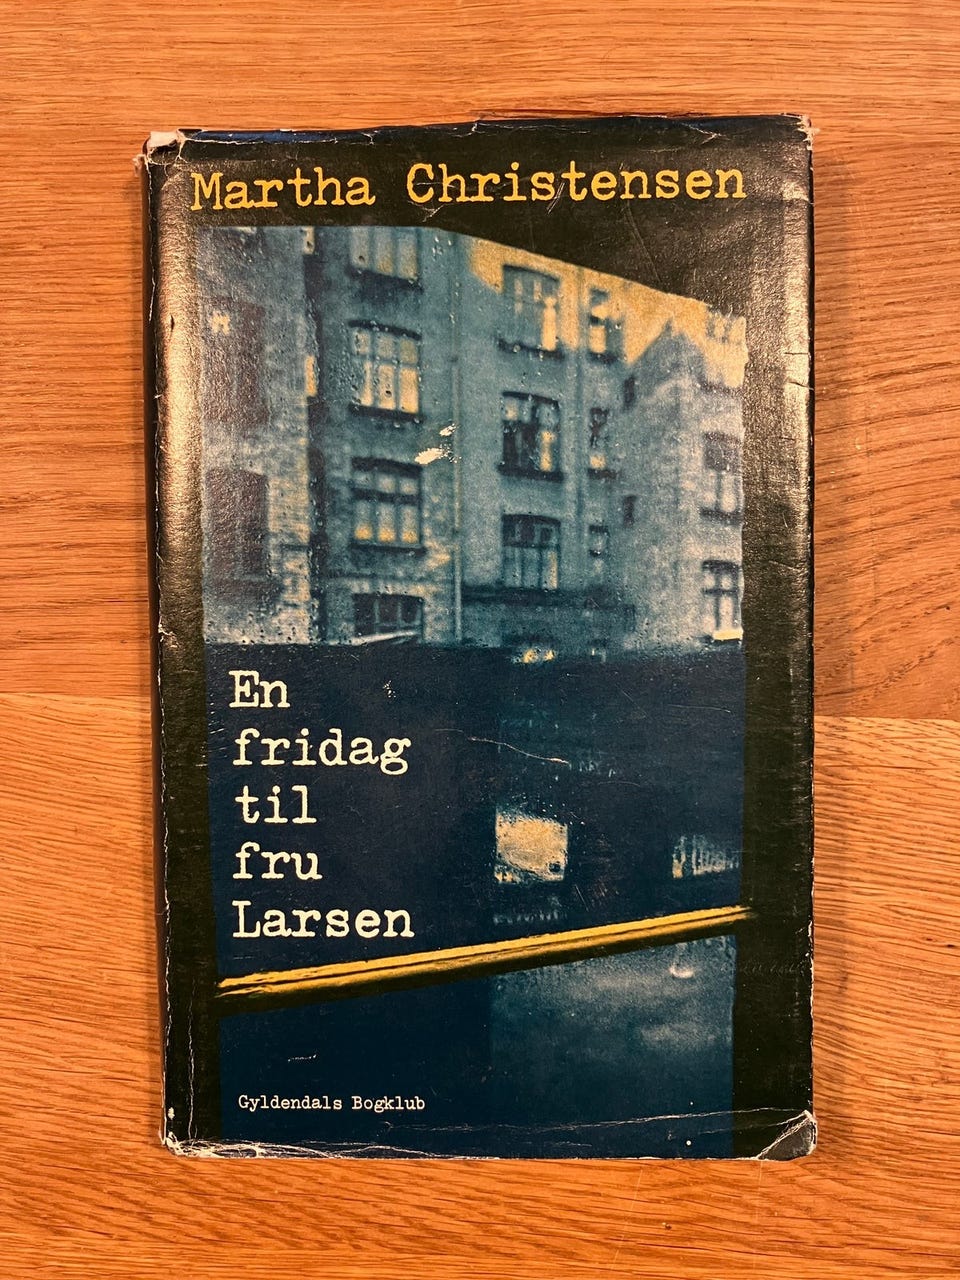 Martha Christensen
En
fridag
til
fru
Larsen
Gyldendals Bogklub